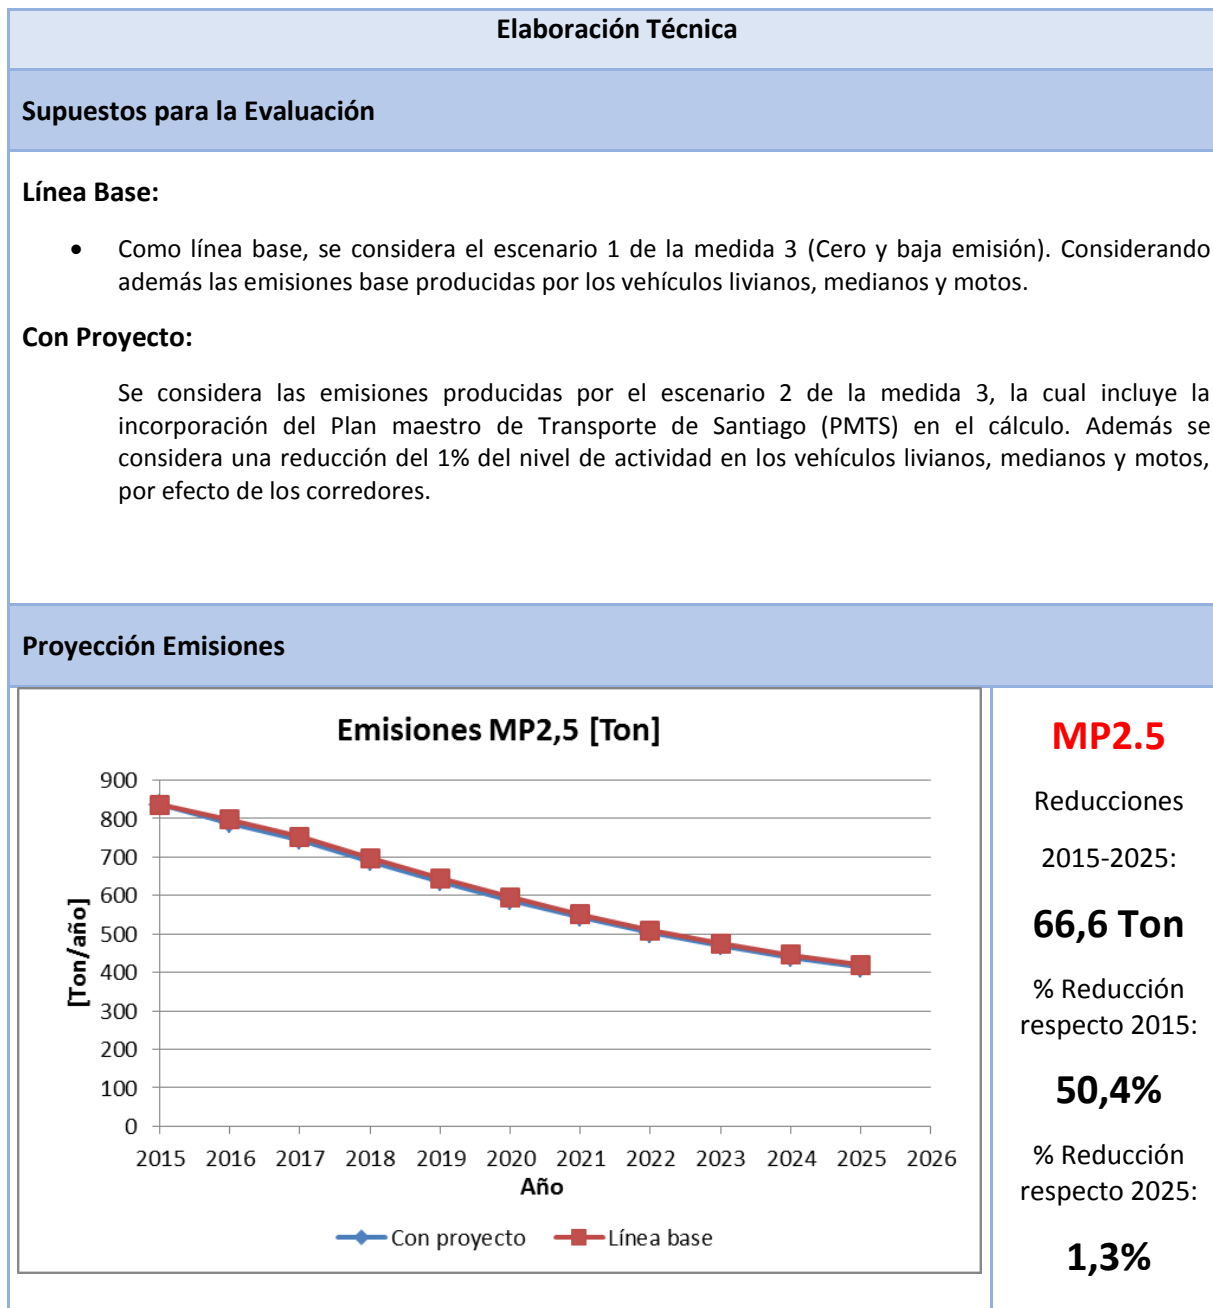 Elaboración Técnica
Supuestos para la Evaluación
Línea Base:
• Como línea base, se considera el escenario 1 de la medida 3 (Cero y baja emisión). Considerando
además las emisiones base producidas por los vehículos livianos, medianos y motos.
Con Proyecto:
Se considera las emisiones producidas por el escenario 2 de la medida 3, la cual incluye la
incorporación del Plan maestro de Transporte de Santiago (PMTS) en el cálculo. Además se
considera una reducción del 1% del nivel de actividad en los vehículos livianos, medianos y motos,
por efecto de los corredores.
Proyección Emisiones
Emisiones MP2,5 [Ton]
[Ton/año]
900
800
700
600
500
400
300
200
100
0
2015 2016 2017 2018 2019 2020 2021 2022 2023 2024 2025 2026
Año
Con proyecto Línea base
MP2.5
Reducciones
2015-2025:
66,6 Ton
% Reducción
respecto 2015:
50,4%
% Reducción
respecto 2025:
1,3%